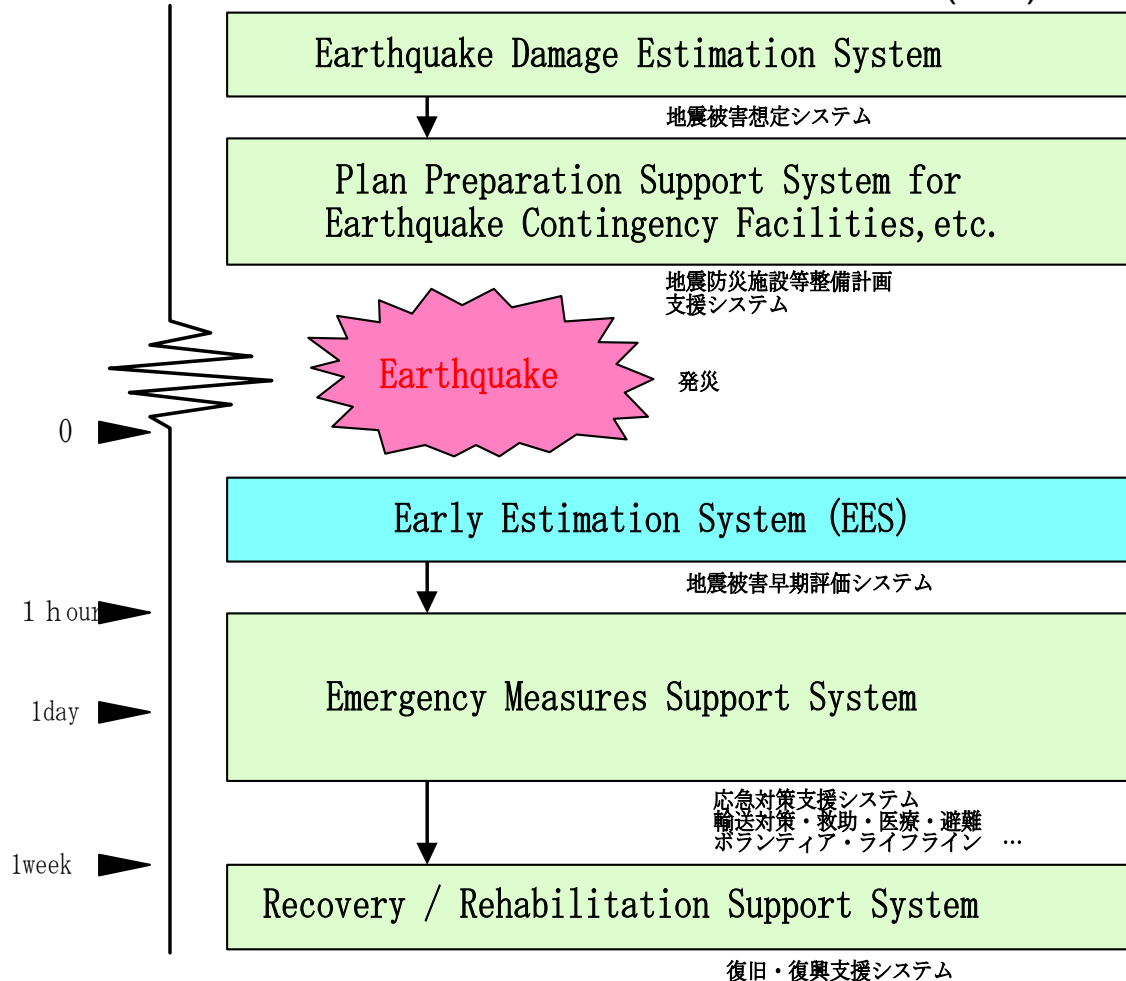 Earthquake Damage Estimation System
地震被害想定システム
Plan Preparation Support System for
Earthquake Contingency Facilities,etc.
地震防災施設等整備計画
支援システム
Earthquake
発災
0
Early Estimation System (EES)
地震被害早期評価システム
1 hour
Emergency Measures Support System
1day
応急対策支援システム
輸送対策・救助・医療・避難
ボランティア・ライフライン …
1week
Recovery / Rehabilitation Support System
復旧・復興支援システム